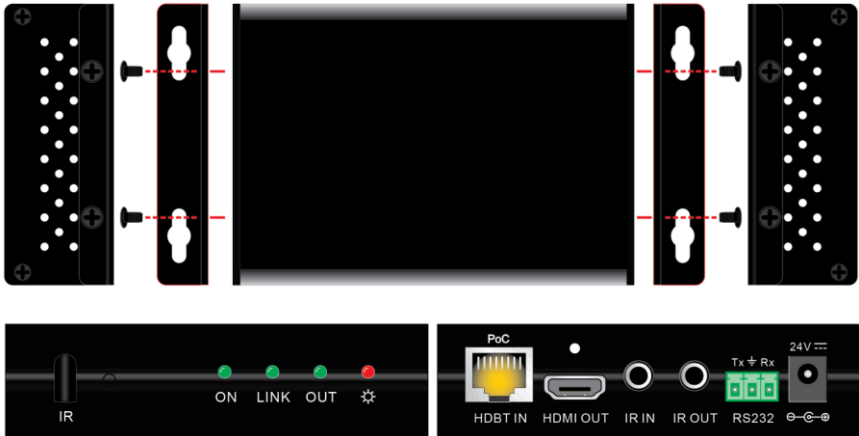 IR
ON LINK OUT
PoC
HDBT IN
HDMI OUT
IR IN
IR OUT
Tx Rx
RS232
24V